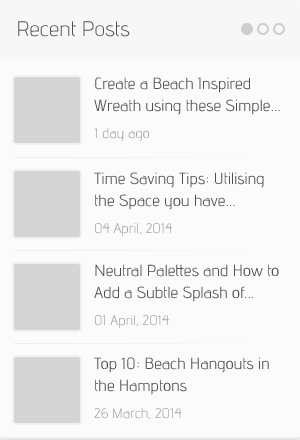 Recent Posts
Create a Beach Inspired
Wreath using these Simple...
1 day ago
Time Saving Tips: Utilising
the Space you have...
04 April, 2014
Neutral Palettes and How to
Add a Subtle Splash of...
01 April, 2014
Top 10: Beach Hangouts in
the Hamptons
26 March, 2014